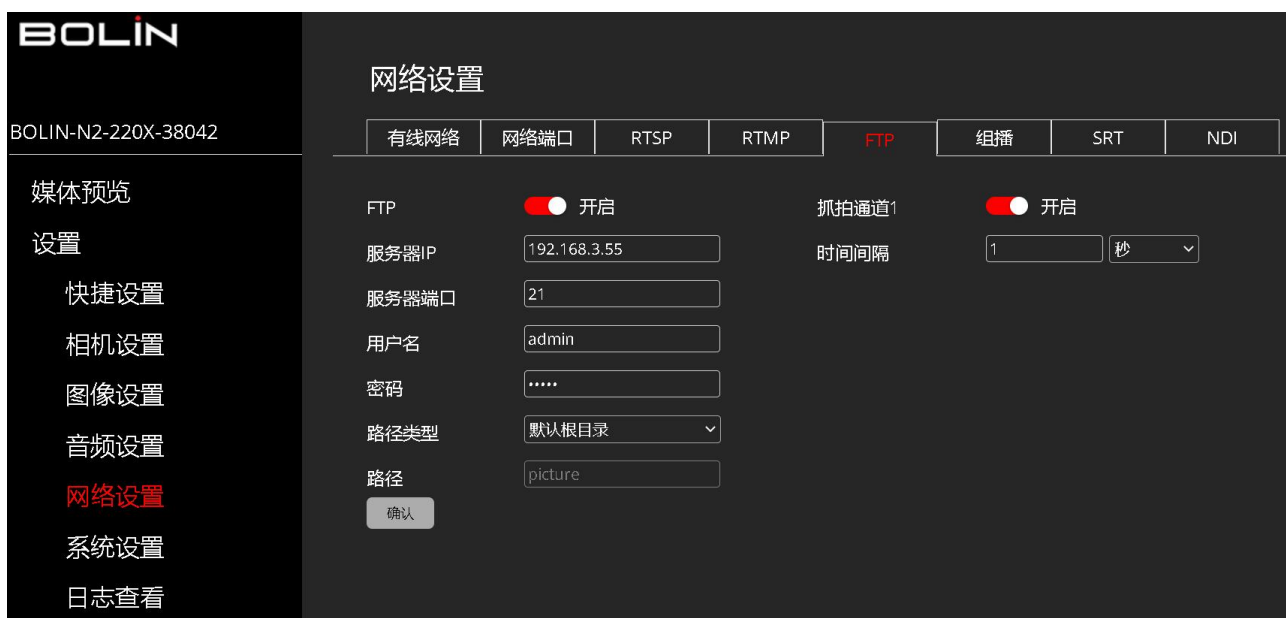 BOLIN
BOLIN-N2-220X-38042
媒体预览
设置
快捷设置
相机设置
图像设置
音频设置
网络设置
系统设置
日志查看
网络设置
有线网络 网络端口 RTSP RTMP FTP 组播 SRT NDI
FTP 开启 抓拍通道1 开启
服务器IP 192.168.3.55 时间间隔 1 秒
服务器端口 21
用户名 admin
密码 •••••
路径类型 默认根目录
路径 picture
确认